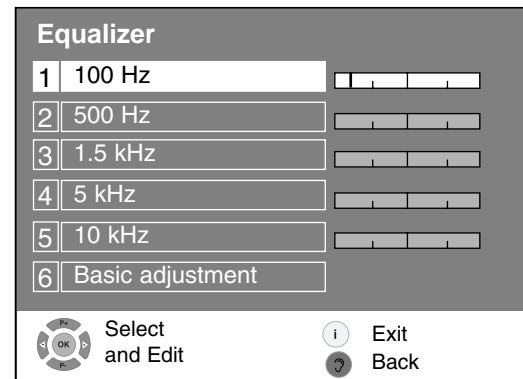 Equalizer
1 100 Hz
2 500 Hz
3 1.5 kHz
4 5 kHz
5 10 kHz
6 Basic adjustment
P+
OK
P-
Select
and Edit
i Exit
Back